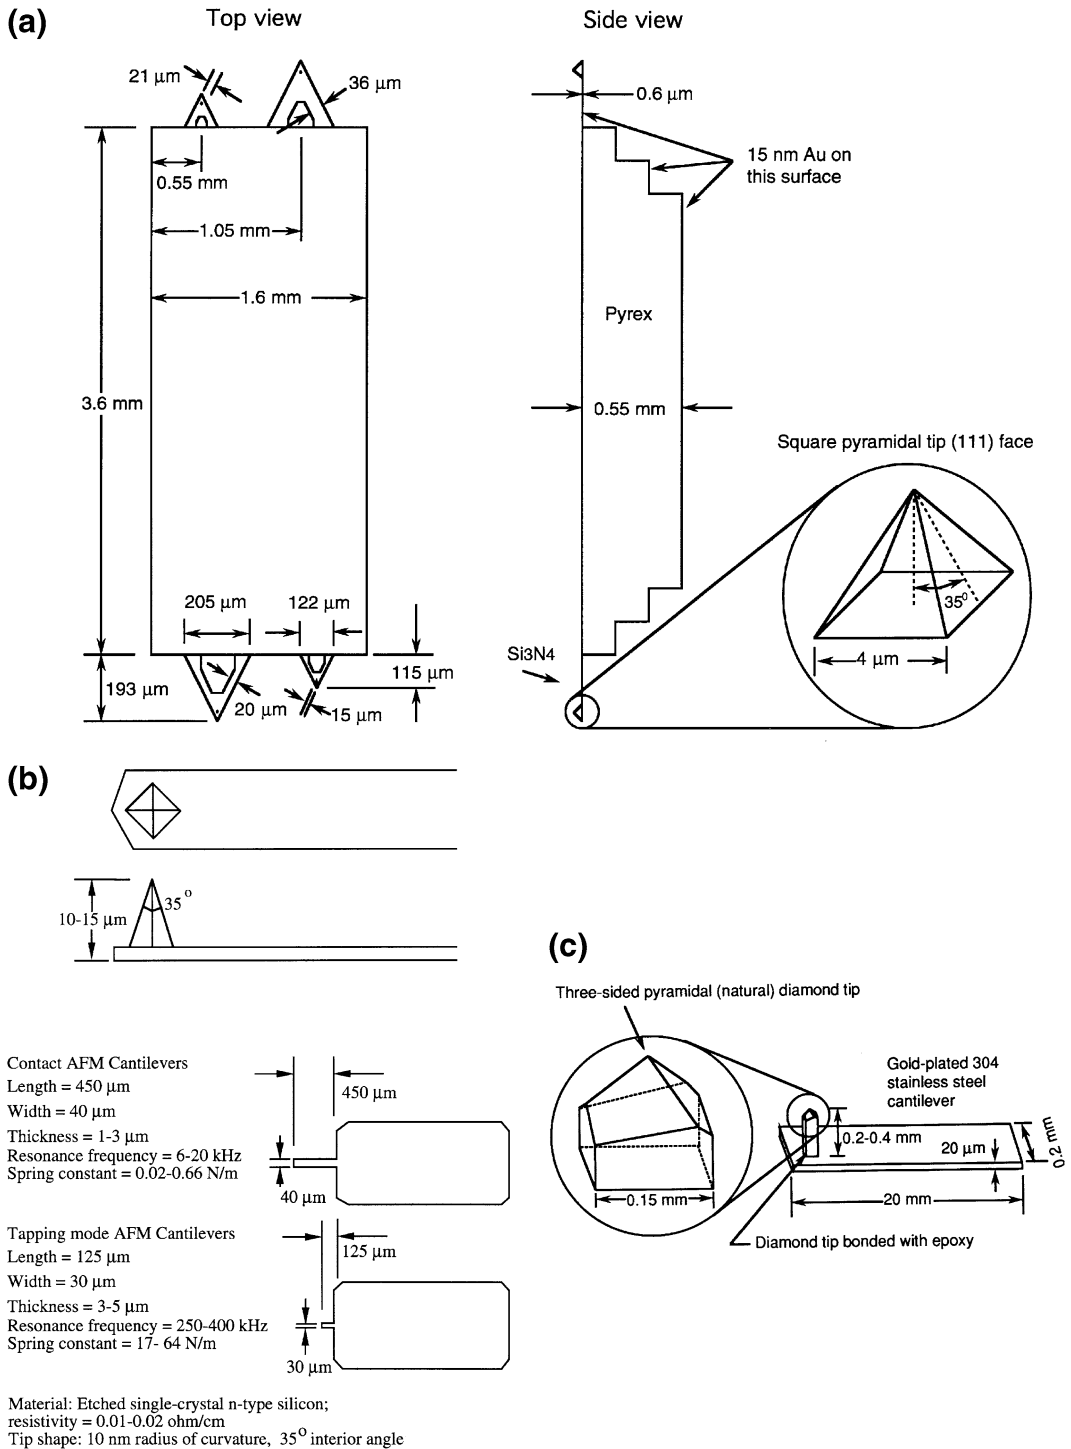 (a)
Top view
Side view
21 μm
36 μm
0.6 μm
15 nm Au on
this surface
0.55 mm
1.05 mm
1.6 mm
Pyrex
3.6 mm
0.55 mm
Square pyramidal tip (111) face
35⁰
4 μm
205 μm
122 μm
Si3N4
115 μm
193 μm
20 μm
15 μm
(b)
35 o
10-15 μm
(c)
Three-sided pyramidal (natural) diamond tip
Gold-plated 304
stainless steel
cantilever
0.2-0.4 mm
20 μm
0.2 mm
0.15 mm
20 mm
Diamond tip bonded with epoxy
Contact AFM Cantilevers
Length = 450 μm
Width = 40 μm
Thickness = 1-3 μm
Resonance frequency = 6-20 kHz
Spring constant = 0.02-0.66 N/m
450 μm
40 μm
Tapping mode AFM Cantilevers
Length = 125 μm
Width = 30 μm
Thickness = 3-5 μm
Resonance frequency = 250-400 kHz
Spring constant = 17- 64 N/m
125 μm
30 μm
Material: Etched single-crystal n-type silicon;
resistivity = 0.01-0.02 ohm/cm
Tip shape: 10 nm radius of curvature, 35⁰ interior angle